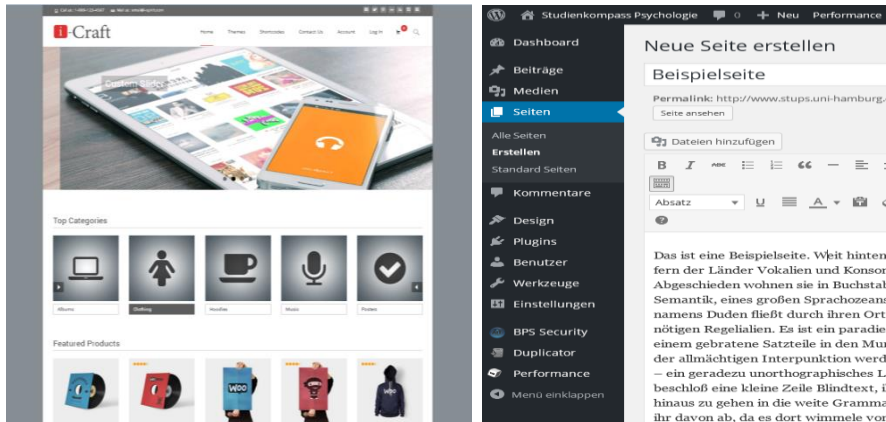 i-Craft
Home Themes Shortcodes Contact Us Account Log In
Custom Slider
Top Categories
Albums Clothing Hoodies Music Posters
Featured Products
WOO
WOO
Studienkompass Psychologie 0 + Neu Performance
Dashboard
Beiträge
Medien
Seiten
Alle Seiten
Erstellen
Standard Seiten
Kommentare
Design
Plugins
Benutzer
Werkzeuge
Einstellungen
BPS Security
Duplicator
Performance
Menü einklappen
Neue Seite erstellen
Beispielseite
Permalink: http://www.stups.uni-hamburg.
Seite ansehen
Dateien hinzufügen
B I ABC
Absatz U A
Das ist eine Beispielseite. Weit hinten
fern der Länder Vokalien und Konson
Abgeschieden wohnen sie in Buchstab
Semantik, eines großen Sprachozeans
namens Duden fließt durch ihren Ort
nötigen Regelialien. Es ist ein paradie
einem gebratene Satzteile in den Mun
der allmächtigen Interpunktion werd
– ein geradezu unorthographisches L
beschloß eine kleine Zeile Blindtext, i
hinaus zu gehen in die weite Gramma
ihr davon ab, da es dort wimmele vor